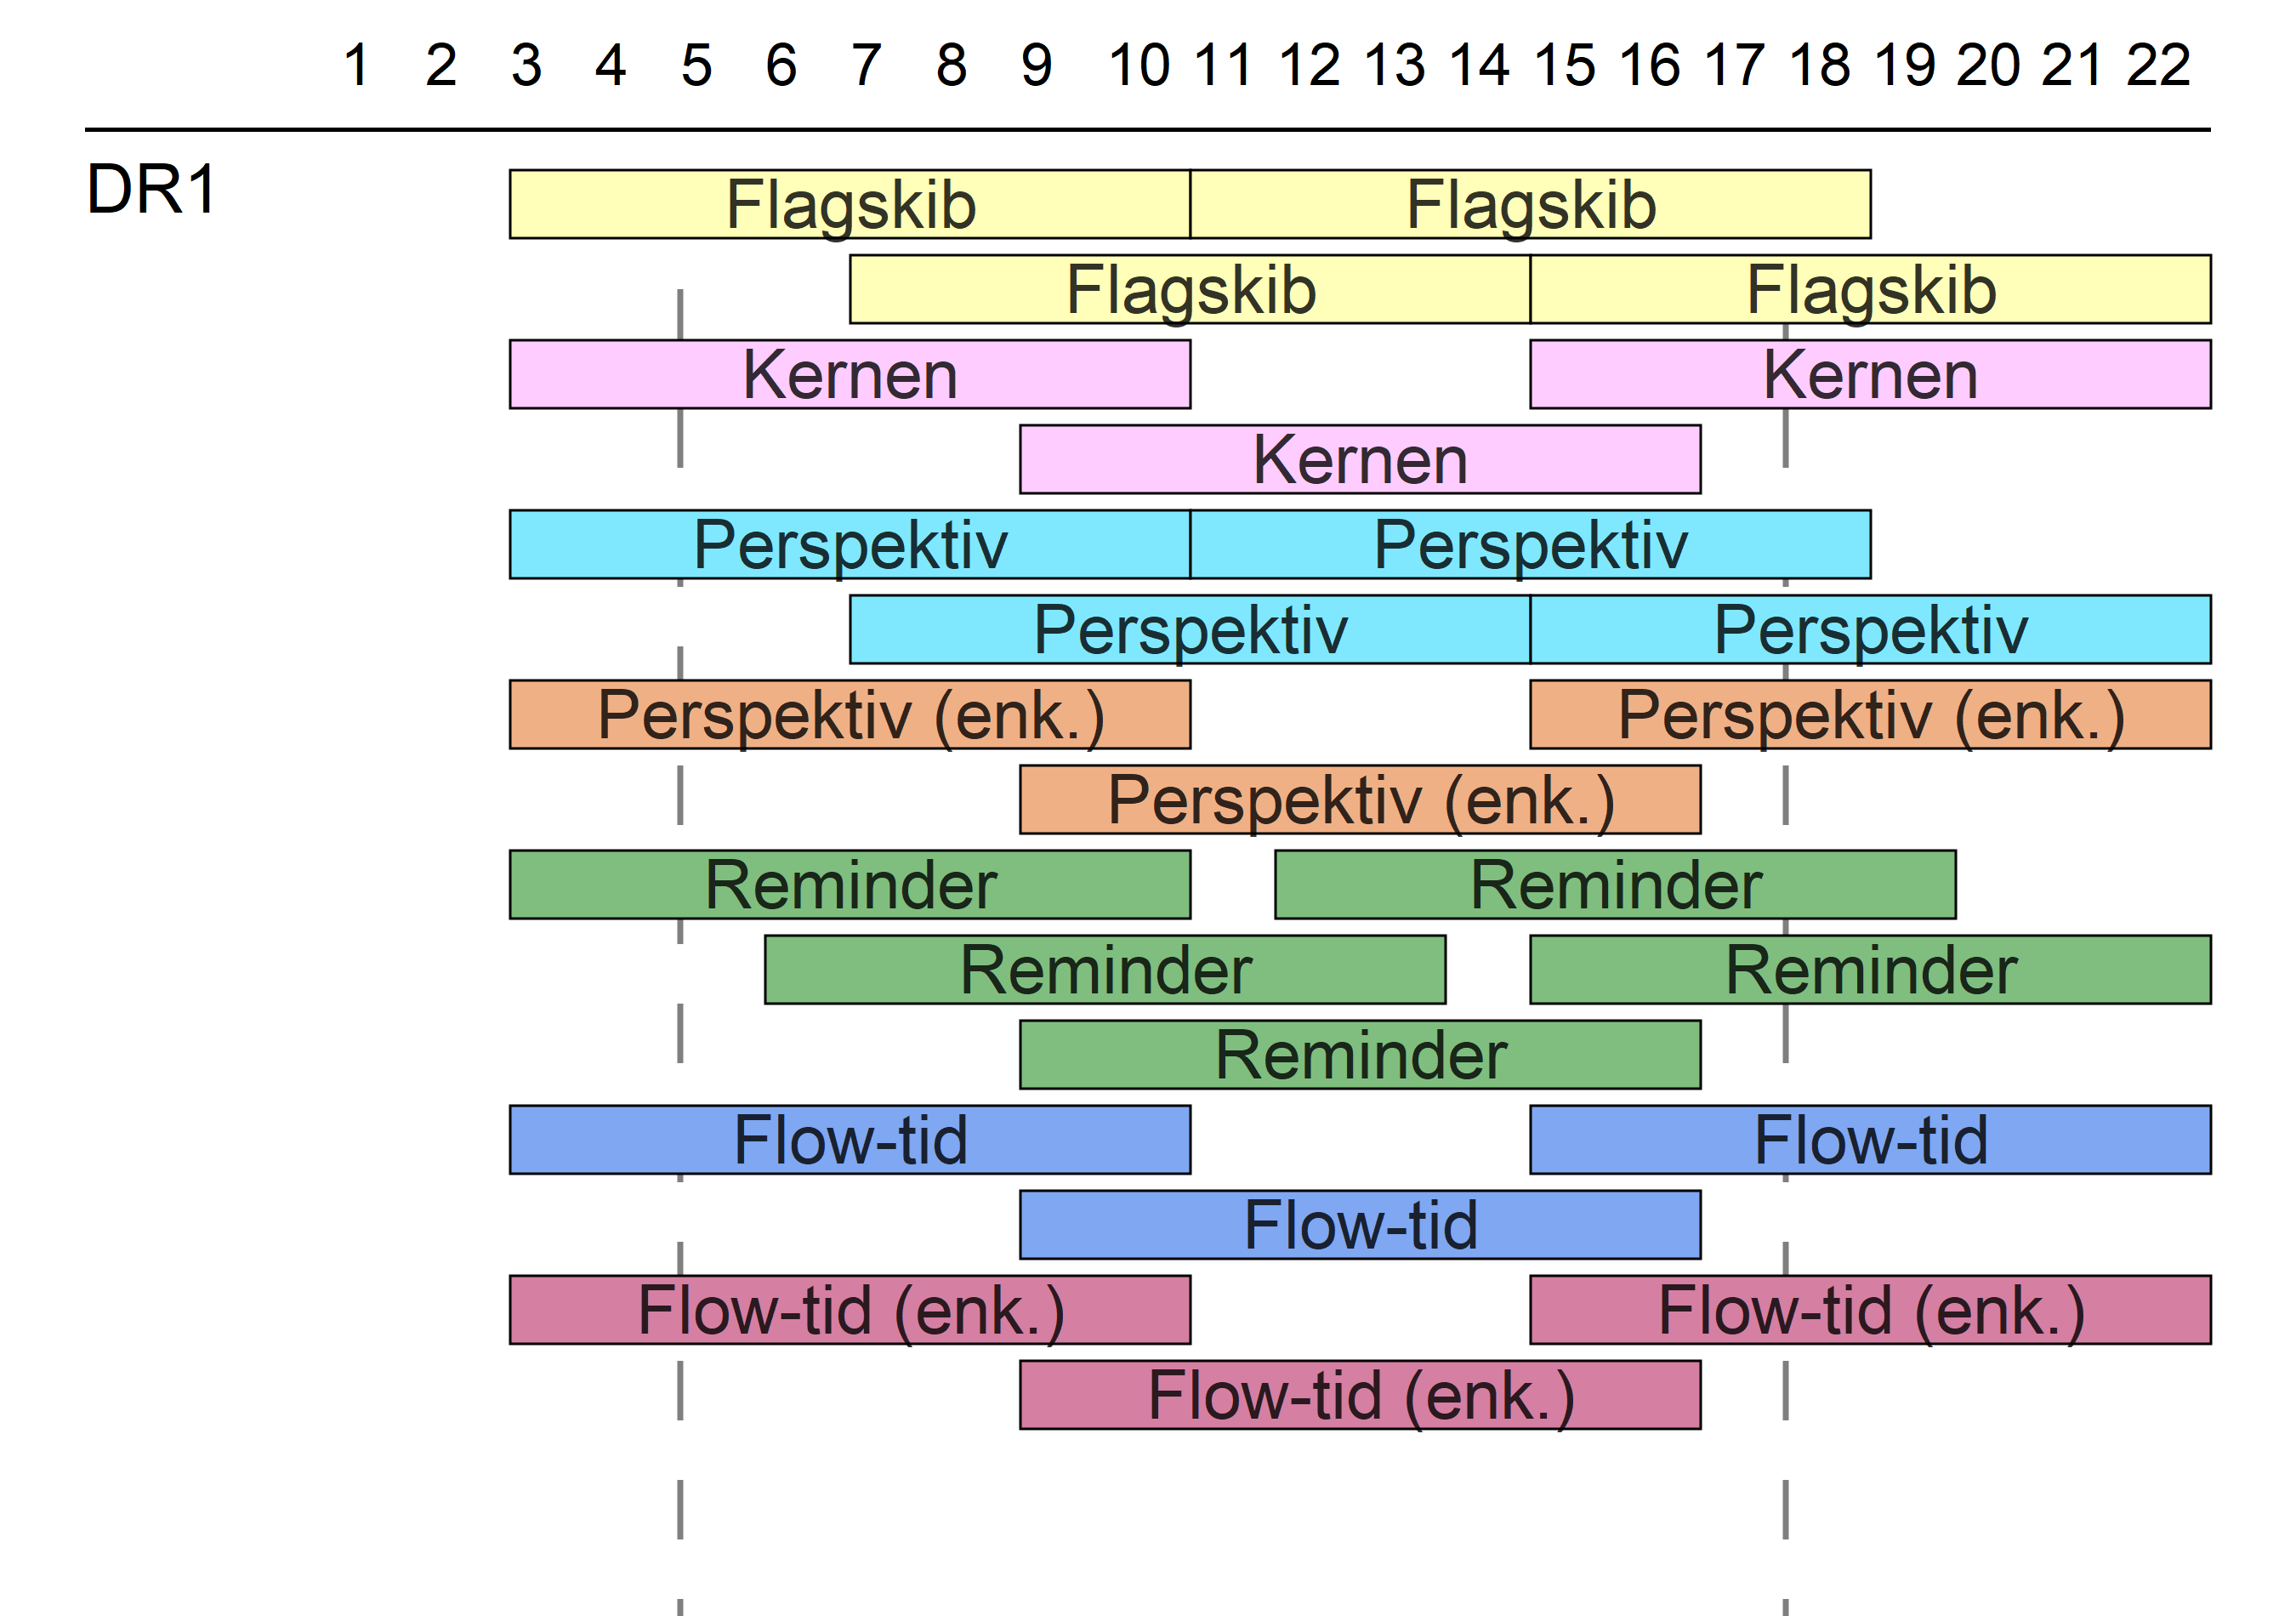 1 2 3 4 5 6 7 8 9 10 11 12 13 14 15 16 17 18 19 20 21 22
DR1
Flagskib Flagskib
Flagskib Flagskib
Kernen Kernen
Kernen
Perspektiv Perspektiv
Perspektiv Perspektiv
Perspektiv (enk.) Perspektiv (enk.)
Perspektiv (enk.)
Reminder Reminder
Reminder Reminder
Reminder
Flow-tid Flow-tid
Flow-tid
Flow-tid (enk.) Flow-tid (enk.)
Flow-tid (enk.)